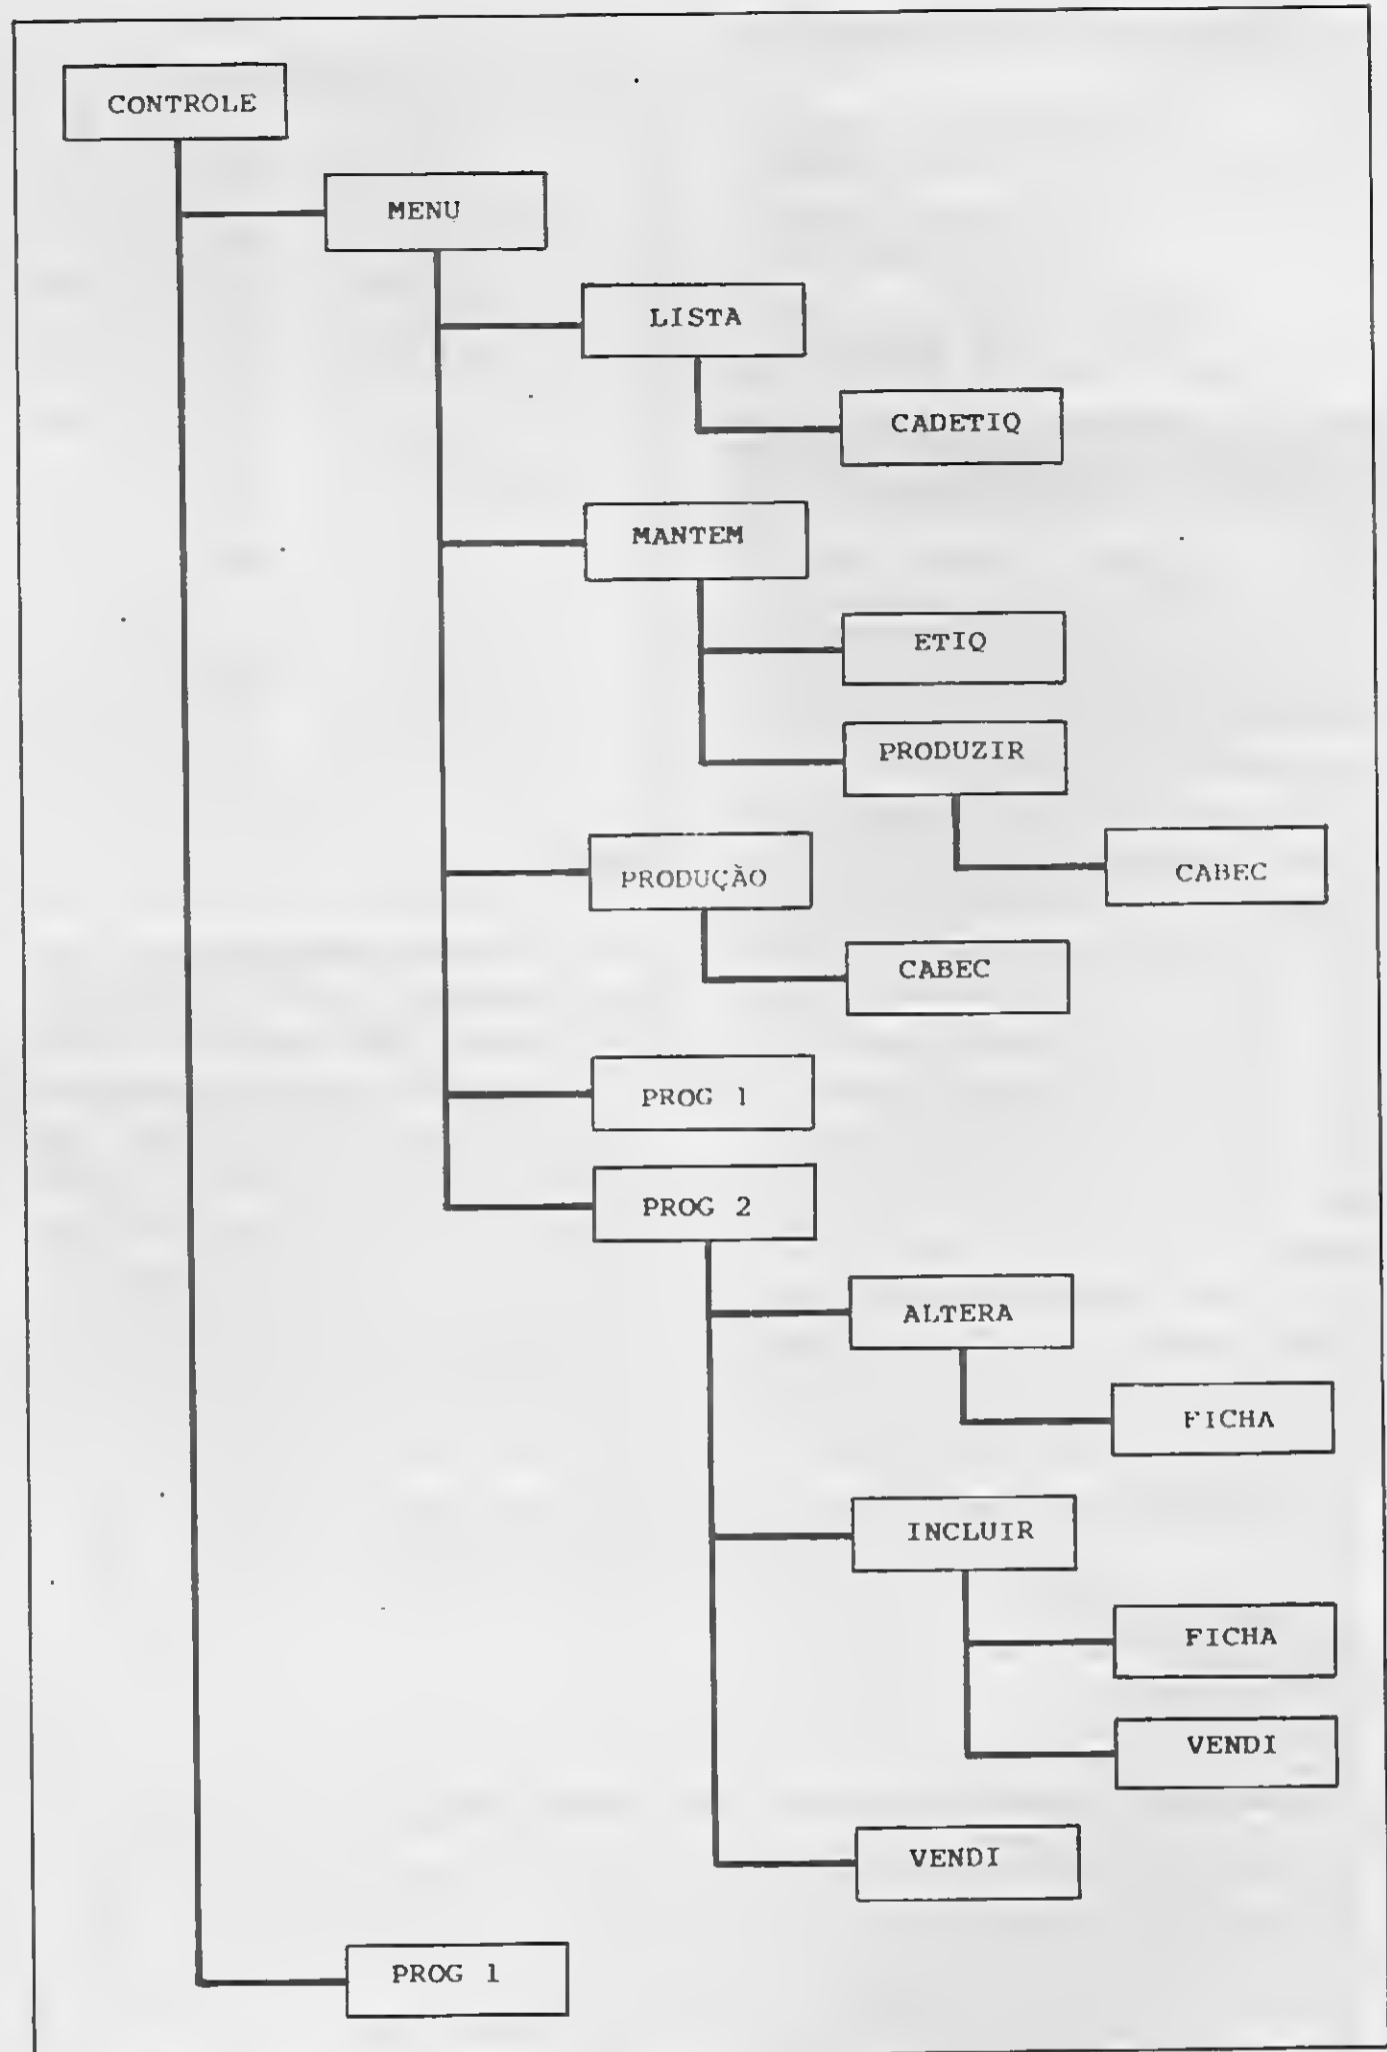 CONTROLE
MENU
LISTA
CADETIQ
MANTEM
ETIQ
PRODUZIR
CABEC
PRODUÇÃO
CABEC
PROG 1
PROG 2
ALTERA
FICHA
INCLUIR
FICHA
VENDI
VENDI
PROG 1